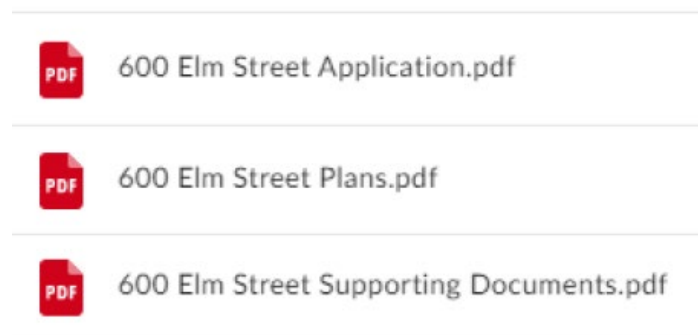 PDF 600 Elm Street Application.pdf
PDF 600 Elm Street Plans.pdf
PDF 600 Elm Street Supporting Documents.pdf